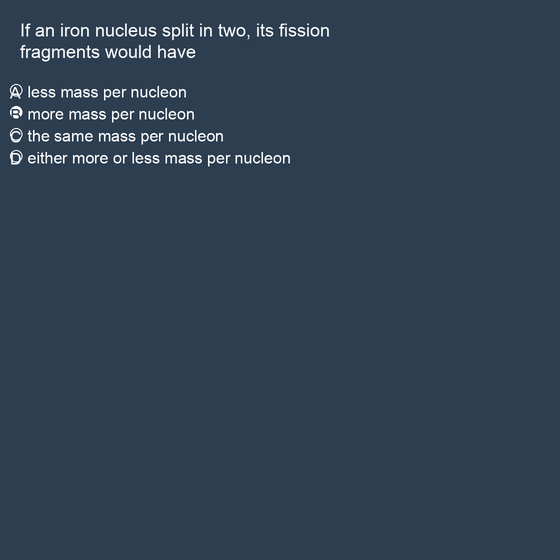 If an iron nucleus split in two, its fission
fragments would have
A less mass per nucleon
B more mass per nucleon
C the same mass per nucleon
D either more or less mass per nucleon